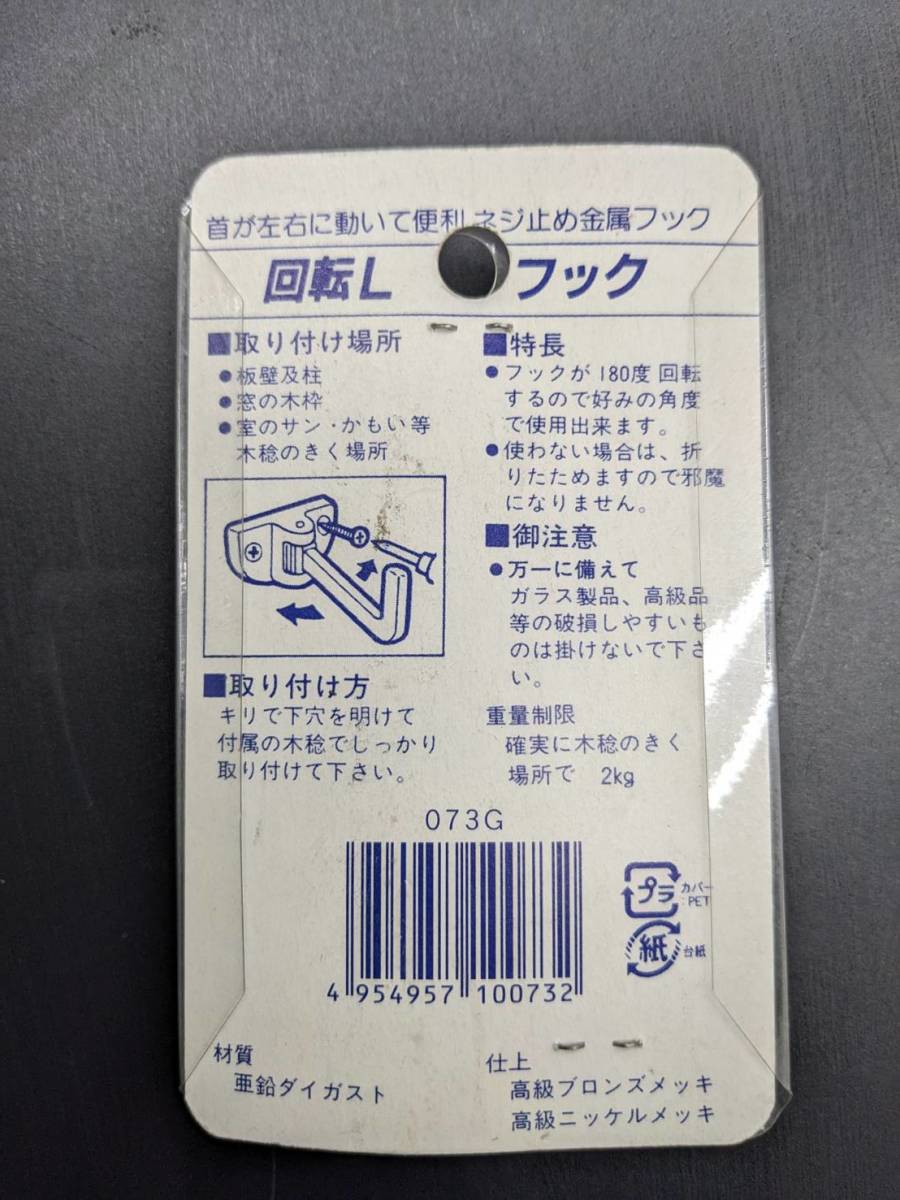 首が左右に動いて便利 ネジ止め金属フック
回転L フック
■取り付け場所
●板壁及柱
●窓の木枠
●室のサン・かもい等
木稔のきく場所
■取り付け方
キリで下穴を明けて
付属の木稔でしっかり
取り付けて下さい。
■特長
●フックが180度回転
するので好みの角度
で使用出来ます。
●使わない場合は、折
りたためますので邪魔
になりません。
■御注意
●万一に備えて
ガラス製品、高級品
等の破損しやすいも
のは掛けないで下さ
い。
重量制限
確実に木稔のきく
場所で 2kg
073G
4 954957 100732
プラ
カバー
:PET
紙
台紙
材質
亜鉛ダイガスト
仕上
高級ブロンズメッキ
高級ニッケルメッキ